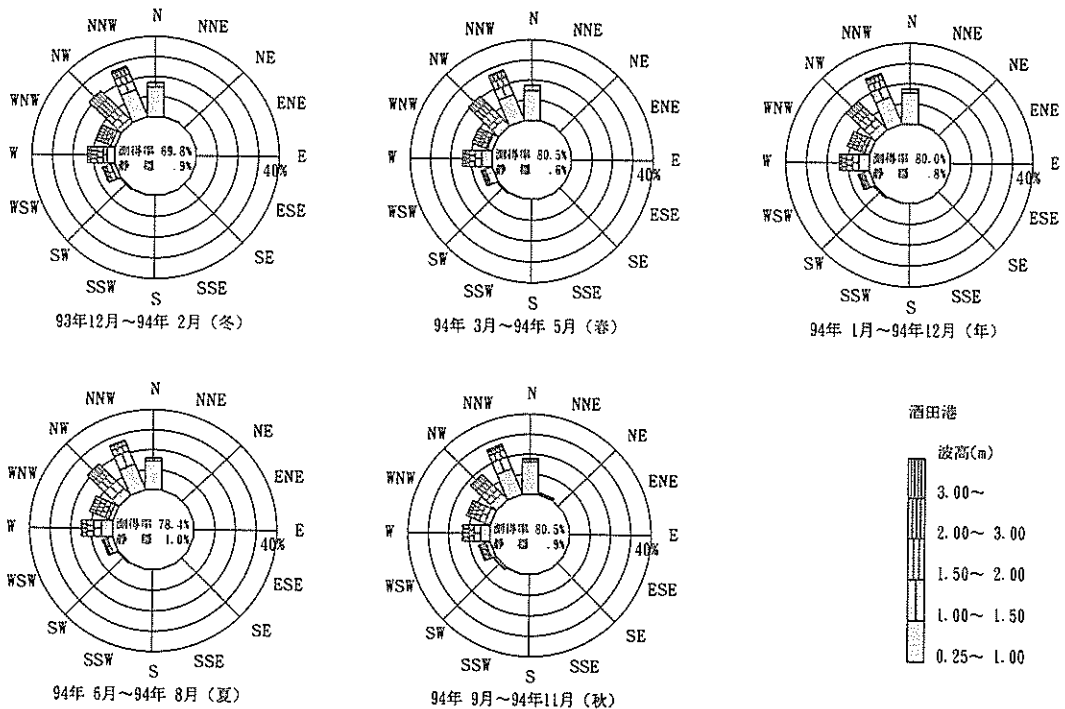 N
NNE
NE
ENE
E
40%
ESE
SE
SSE
S
SSW
SW
WSW
W
WNW
NW
NNW
測得率 69.8%
静 穏 .9%
93年12月～94年 2月 (冬)
N
NNE
NE
ENE
E
40%
ESE
SE
SSE
S
SSW
SW
WSW
W
WNW
NW
NNW
測得率 80.5%
静 穏 .6%
94年 3月～94年 5月 (春)
N
NNE
NE
ENE
E
40%
ESE
SE
SSE
S
SSW
SW
WSW
W
WNW
NW
NNW
測得率 80.0%
静 穏 .8%
94年 1月～94年12月 (年)
N
NNE
NE
ENE
E
40%
ESE
SE
SSE
S
SSW
SW
WSW
W
WNW
NW
NNW
測得率 78.4%
静 穏 1.0%
94年 6月～94年 8月 (夏)
N
NNE
NE
ENE
E
40%
ESE
SE
SSE
S
SSW
SW
WSW
W
WNW
NW
NNW
測得率 80.5%
静 穏 .9%
94年 9月～94年11月 (秋)
酒田港
波高(m)
3.00～
2.00～ 3.00
1.50～ 2.00
1.00～ 1.50
0.25～ 1.00